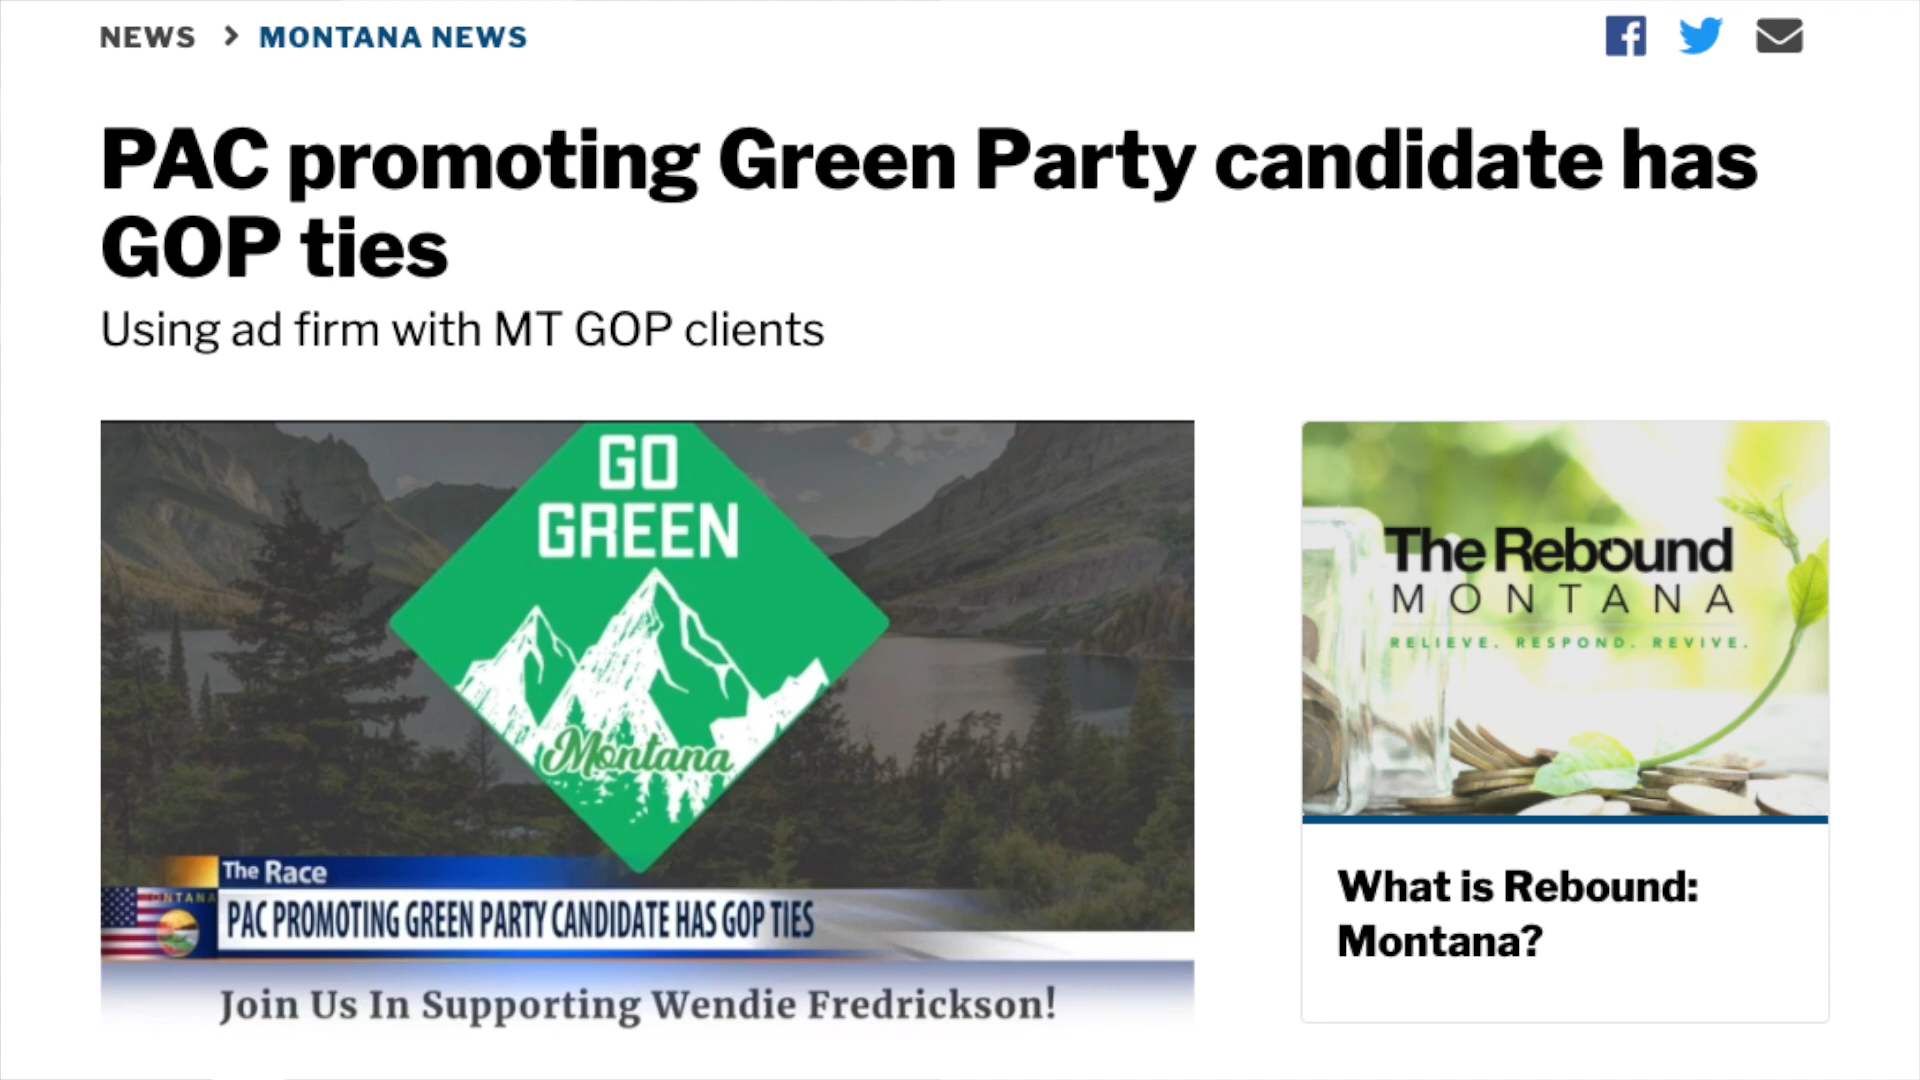 NEWS > MONTANA NEWS
PAC promoting Green Party candidate has
GOP ties
Using ad firm with MT GOP clients
GO
GREEN
Montana
The Race
MONTANA
PAC PROMOTING GREEN PARTY CANDIDATE HAS GOP TIES
Join Us In Supporting Wendie Fredrickson!
The Rebound
MONTANA
RELIEVE. RESPOND. REVIVE.
What is Rebound:
Montana?